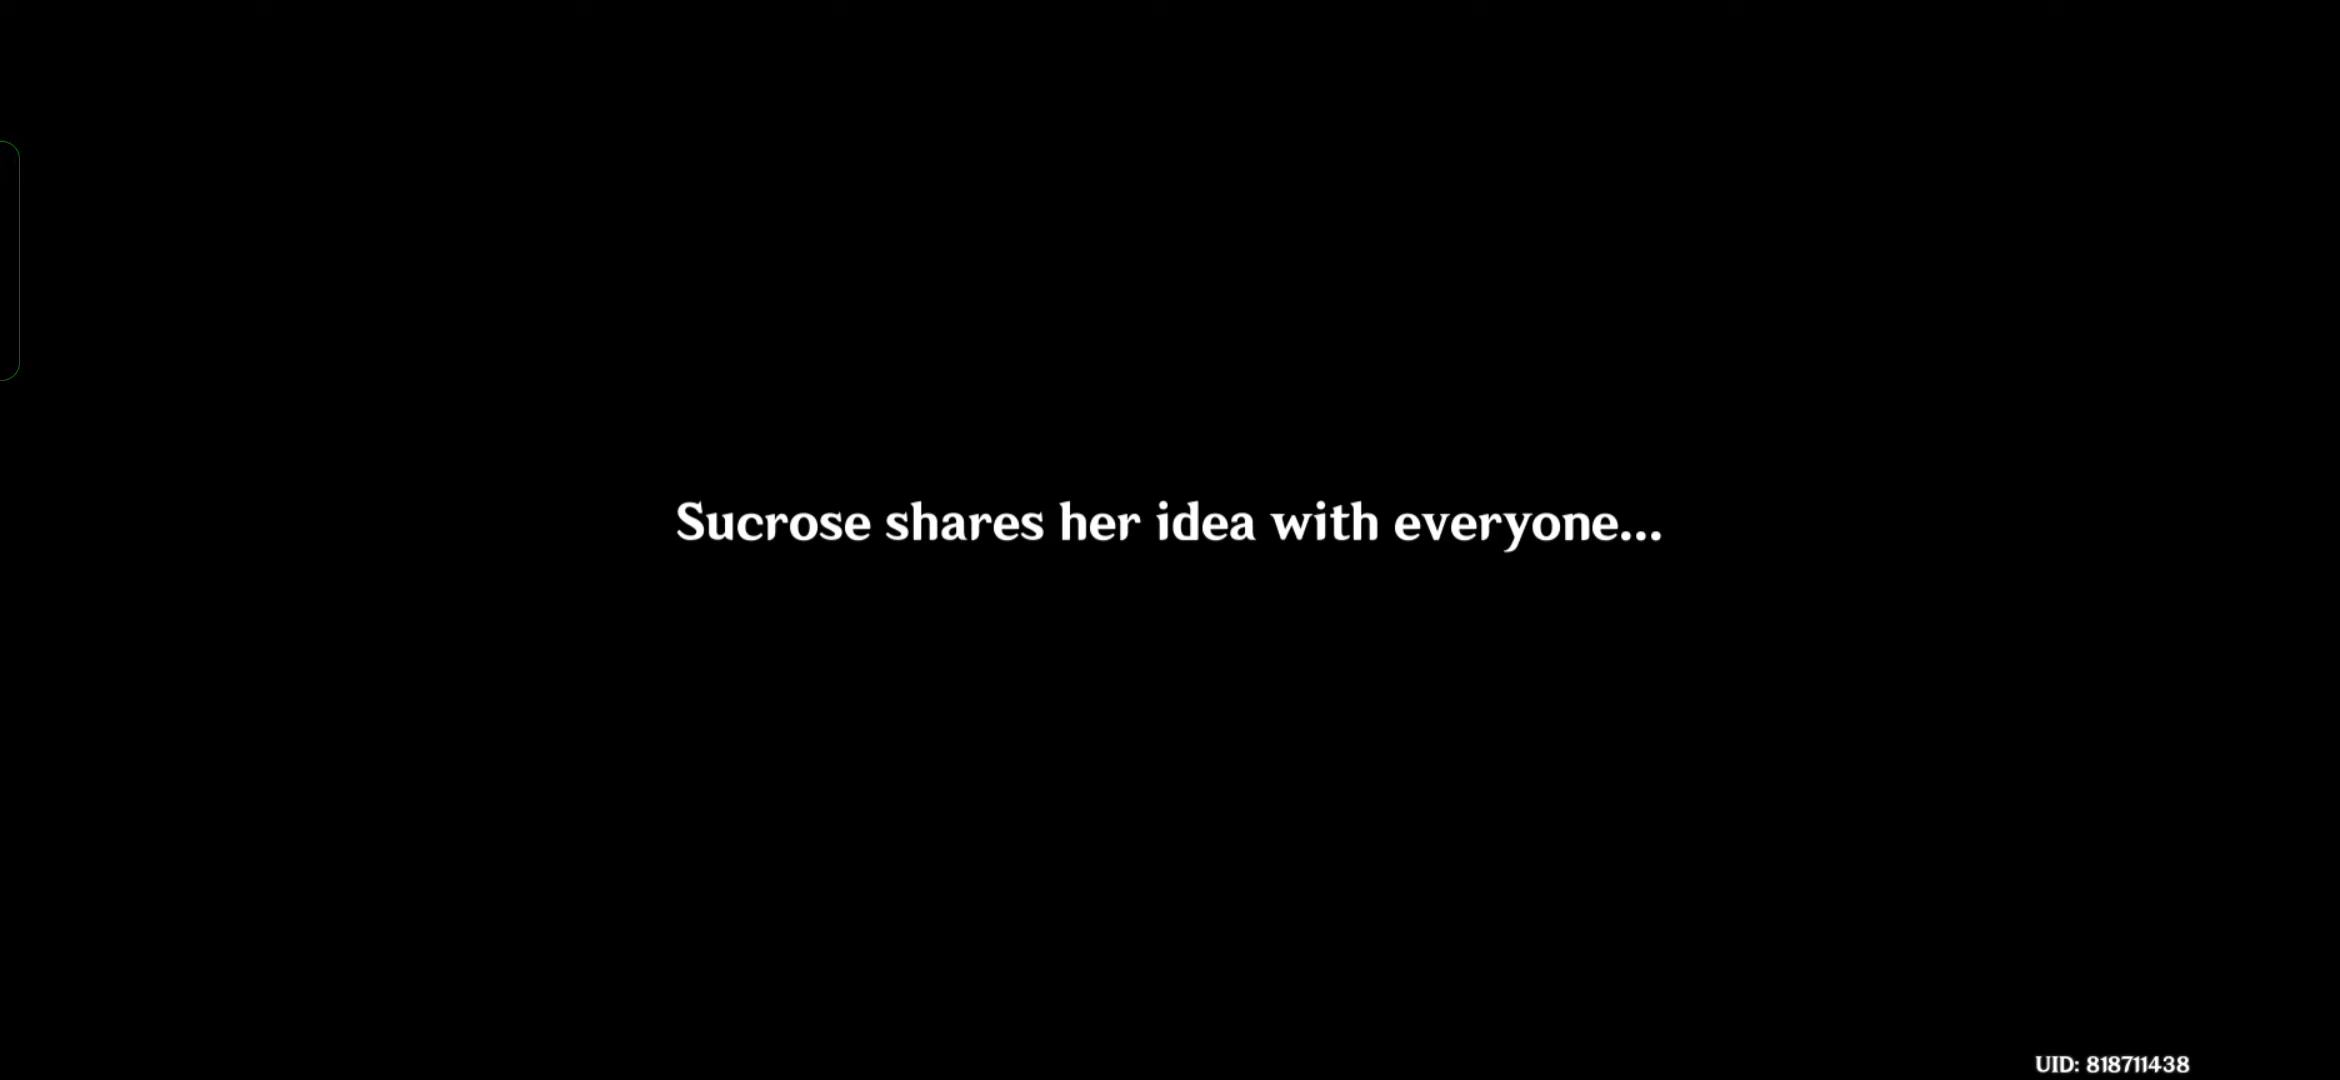 Sucrose shares her idea with everyone...
UID: 818711438